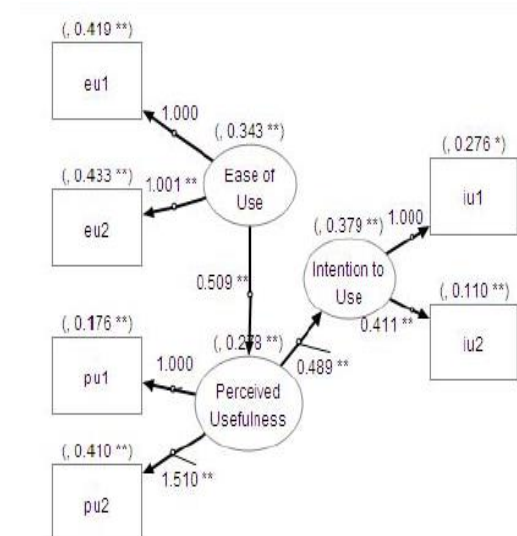 (, 0.419 **)
eu1
1.000
(, 0.343 **)
Ease of
Use
(, 0.433 **)
1.001 **
eu2
(, 0.276 *)
iu1
(, 0.379 **)
1.000
Intention to
Use
(, 0.110 **)
0.411 **
iu2
0.509 **
(, 0.278 **)
0.489 **
(, 0.176 **)
pu1
1.000
Perceived
Usefulness
(, 0.410 **)
1.510 **
pu2